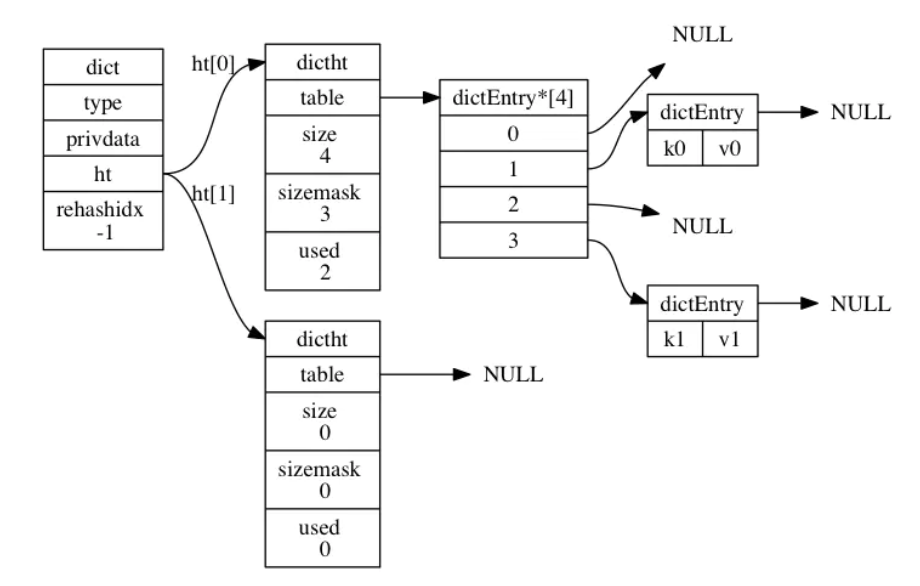 dict
type
privdata
ht
rehashidx
-1
ht[0]
ht[1]
dictht
table
size
4
sizemask
3
used
2
dictht
table
size
0
sizemask
0
used
0
NULL
dictEntry*[4]
0
1
2
3
NULL
dictEntry
k0 v0
NULL
NULL
dictEntry
k1 v1
NULL